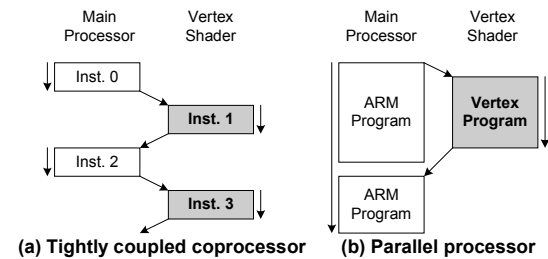 Main
Processor
Vertex
Shader
Inst. 0
Inst. 1
Inst. 2
Inst. 3
(a) Tightly coupled coprocessor
Main
Processor
Vertex
Shader
ARM
Program
Vertex
Program
ARM
Program
(b) Parallel processor